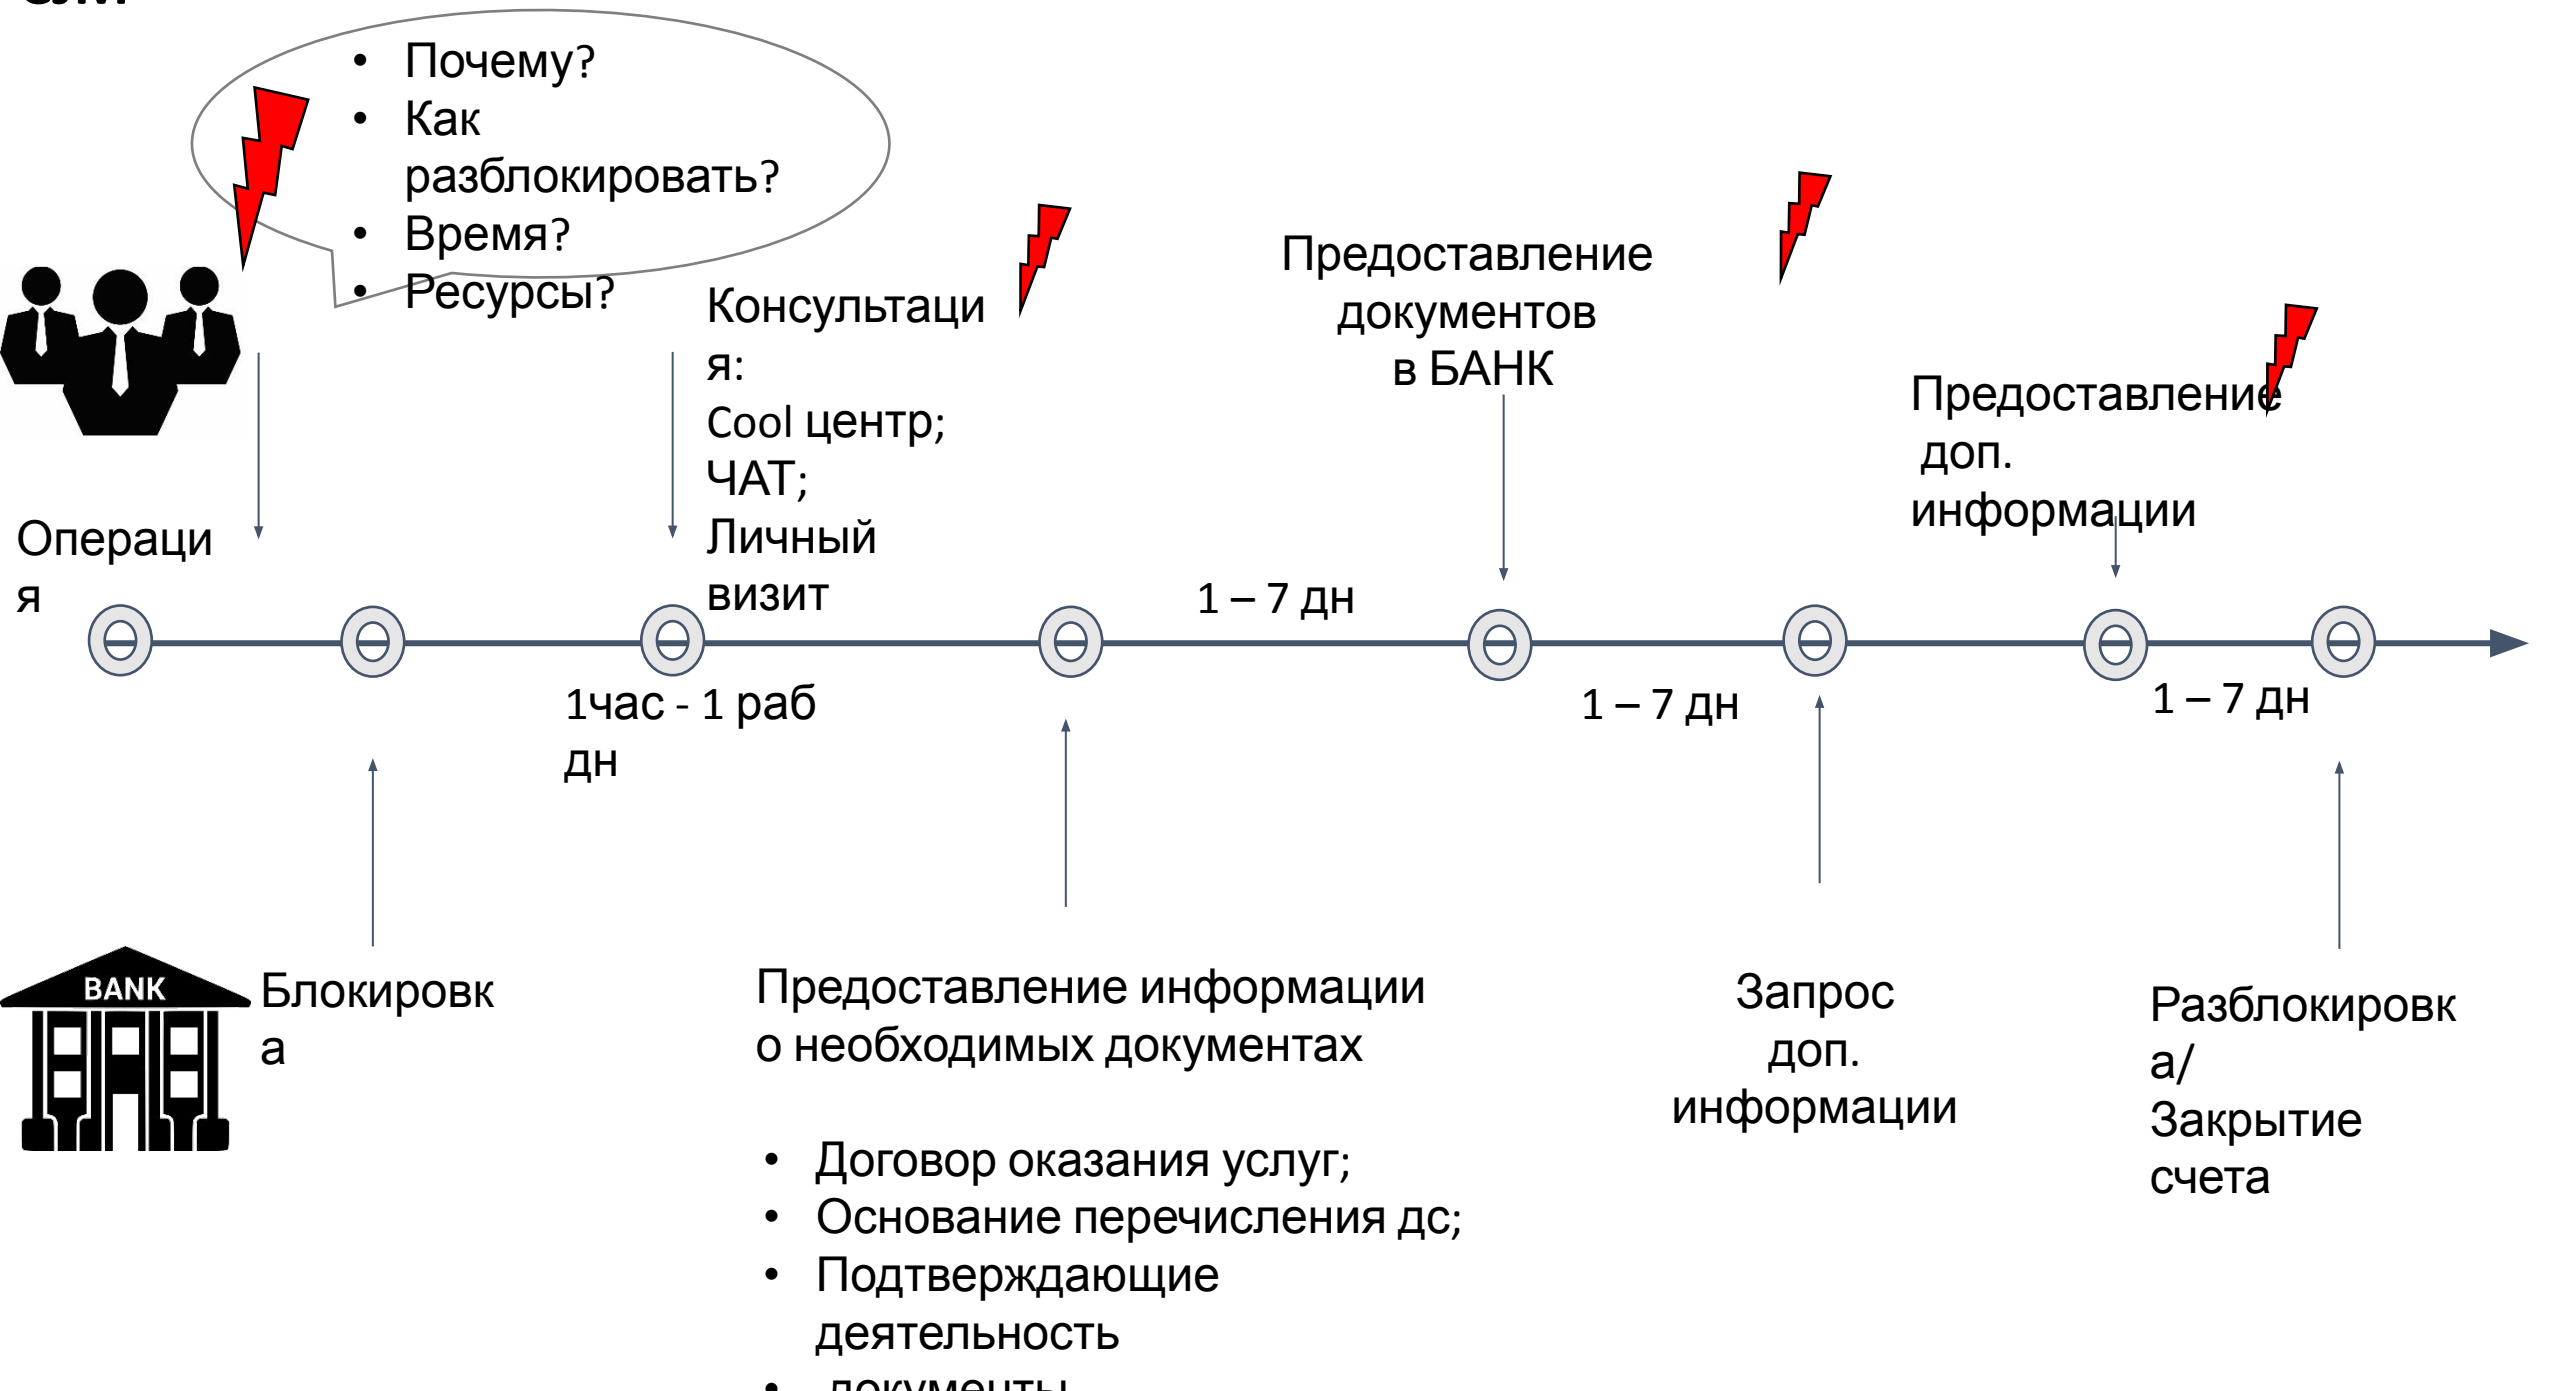 • Почему?
• Как
разблокировать?
• Время?
• Ресурсы?
Консультаци
я:
Cool центр;
ЧАТ;
Личный
визит
Предоставление
документов
в БАНК
Предоставление
доп.
информации
Операци
я
1 – 7 дн
1час - 1 раб
дн
1 – 7 дн
1 – 7 дн
BANK
Блокировк
а
Предоставление информации
о необходимых документах
• Договор оказания услуг;
• Основание перечисления дс;
• Подтверждающие
деятельность
• документы
Запрос
доп.
информации
Разблокировк
а/
Закрытие
счета